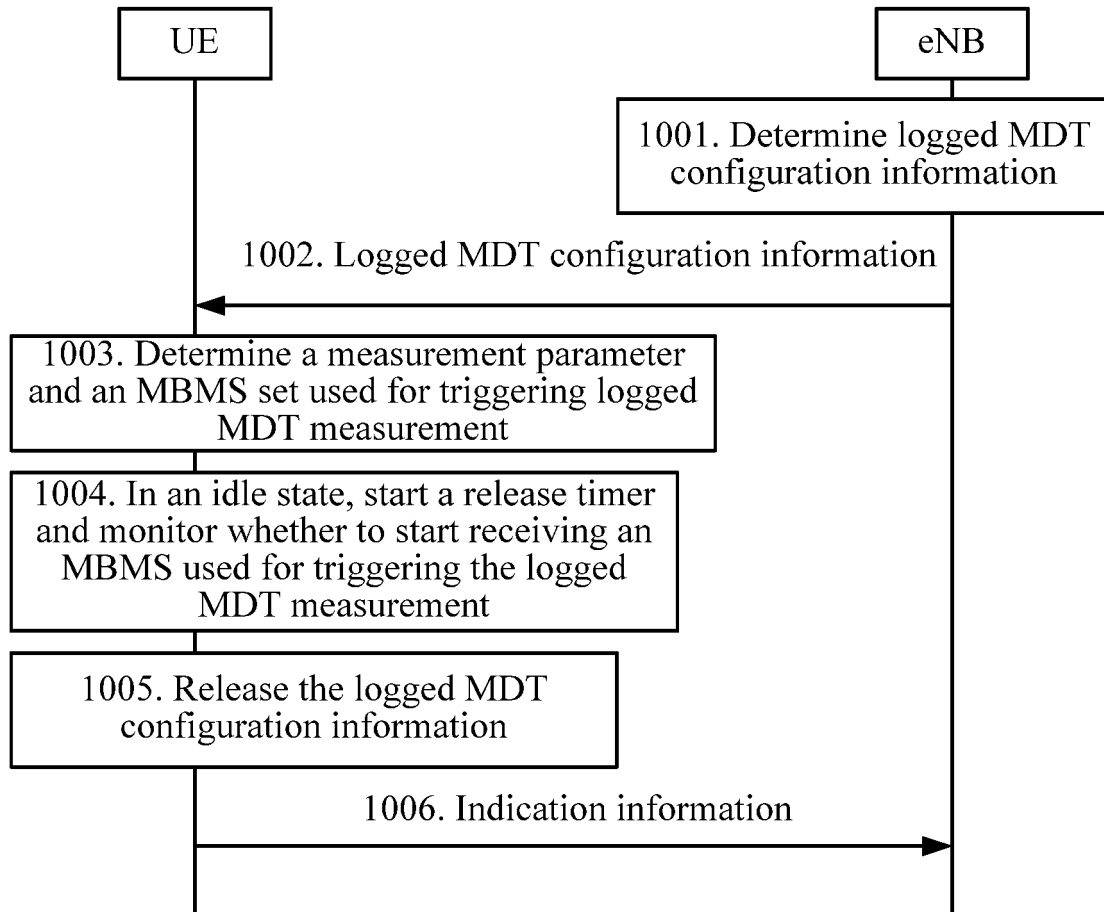 UE
eNB
1001. Determine logged MDT
configuration information
1002. Logged MDT configuration information
1003. Determine a measurement parameter
and an MBMS set used for triggering logged
MDT measurement
1004. In an idle state, start a release timer
and monitor whether to start receiving an
MBMS used for triggering the logged
MDT measurement
1005. Release the logged MDT
configuration information
1006. Indication information